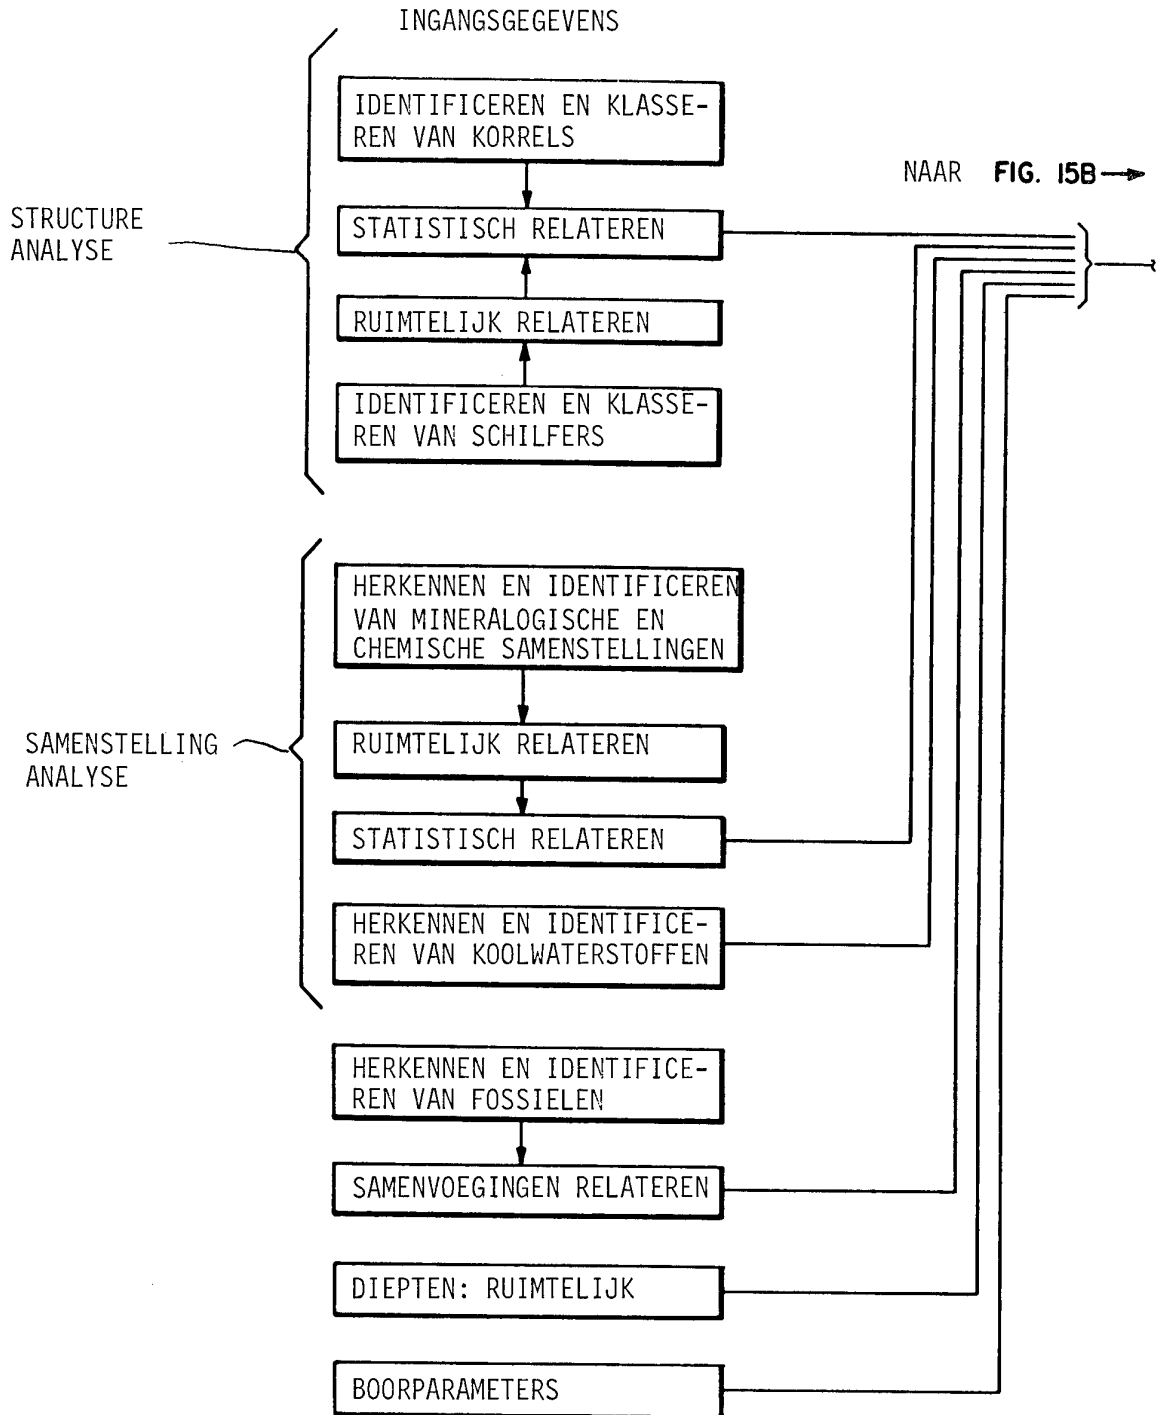 INGANGSGEGEVENS
IDENTIFICEREN EN KLASSE-
REN VAN KORRELS
NAAR FIG. 15B
STRUCTURE
ANALYSE
STATISTISCH RELATEREN
RUIMTELIJK RELATEREN
IDENTIFICEREN EN KLASSE-
REN VAN SCHILFERS
HERKENNEN EN IDENTIFICEREN
VAN MINERALOGISCHE EN
CHEMISCHE SAMENSTELLINGEN
SAMENSTELLING
ANALYSE
RUIMTELIJK RELATEREN
STATISTISCH RELATEREN
HERKENNEN EN IDENTIFICE-
REN VAN KOOLWATERSTOFFEN
HERKENNEN EN IDENTIFICE-
REN VAN FOSSIELEN
SAMENVOEGINGEN RELATEREN
DIEPTEN: RUIMTELIJK
BOORPARAMETERS